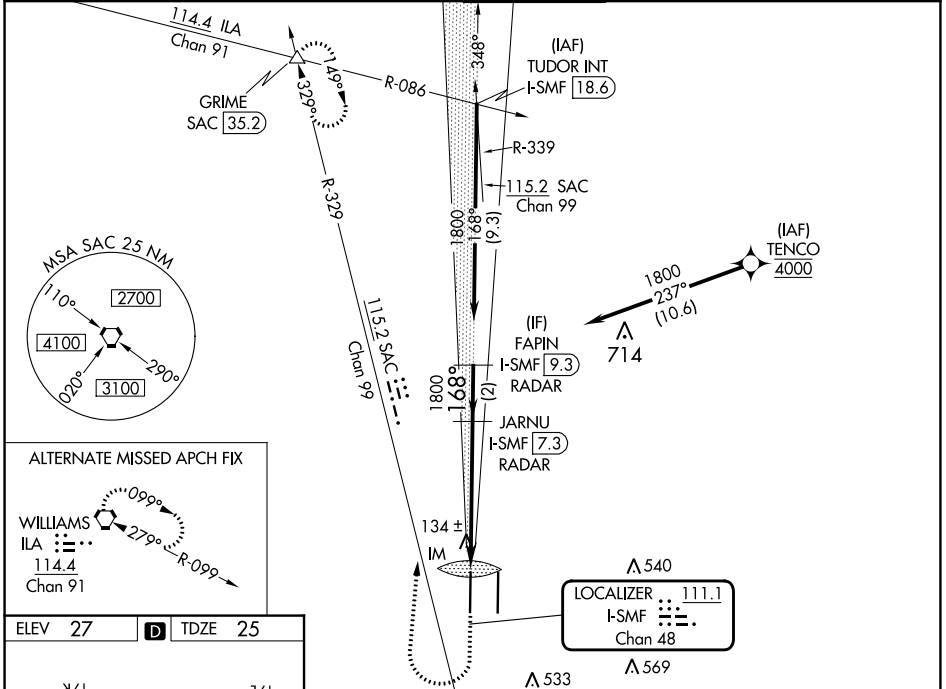 114.4 ILA
Chan 91
GRIME
SAC 35.2
149°
329°
R-086
348°
(IAF)
TUDOR INT
I-SMF 18.6
R-339
115.2 SAC
Chan 99
R-329
1800
168°
(9.3)
(IAF)
TENCO
4000
1800
237°
(10.6)
714
MSA SAC 25 NM
110°
2700
4100
020°
290°
3100
115.2 SAC
Chan 99
(IF)
FAPIN
I-SMF 9.3
RADAR
1800
168°
(2)
JARNU
I-SMF 7.3
RADAR
ALTERNATE MISSED APCH FIX
WILLIAMS
ILA
114.4
Chan 91
099°
279°
R-099
134 ±
IM
540
LOCALIZER 111.1
I-SMF
Chan 48
569
533
ELEV 27 D TDZE 25